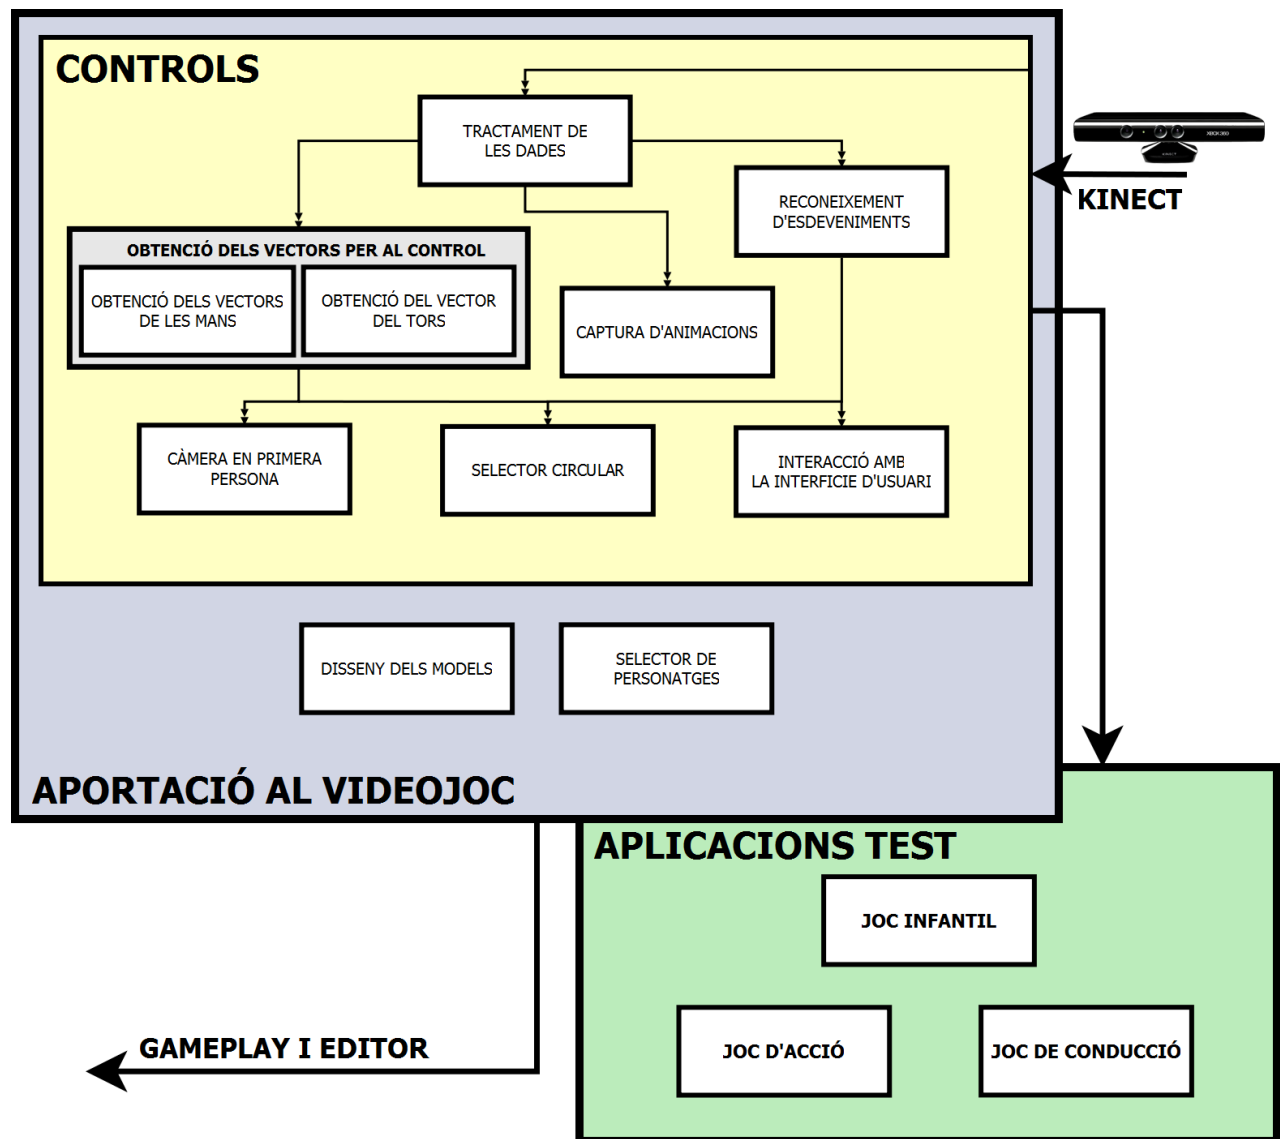 CONTROLS
TRACTAMENT DE
LES DADES
XBOX 360
KINECT
RECONEIXEMENT
D'ESDEVENIMENTS
OBTENCIÓ DELS VECTORS PER AL CONTROL
OBTENCIÓ DELS VECTORS
DE LES MANS
OBTENCIÓ DEL VECTOR
DEL TORS
CAPTURA D'ANIMACIONS
CÀMERA EN PRIMERA
PERSONA
SELECTOR CIRCULAR
INTERACCIÓ AMB
LA INTERFICIE D'USUARI
DISSENY DELS MODELS
SELECTOR DE
PERSONATGES
APORTACIÓ AL VIDEOJOC
APLICACIONS TEST
JOC INFANTIL
JOC D'ACCIÓ
JOC DE CONDUCCIÓ
GAMEPLAY I EDITOR